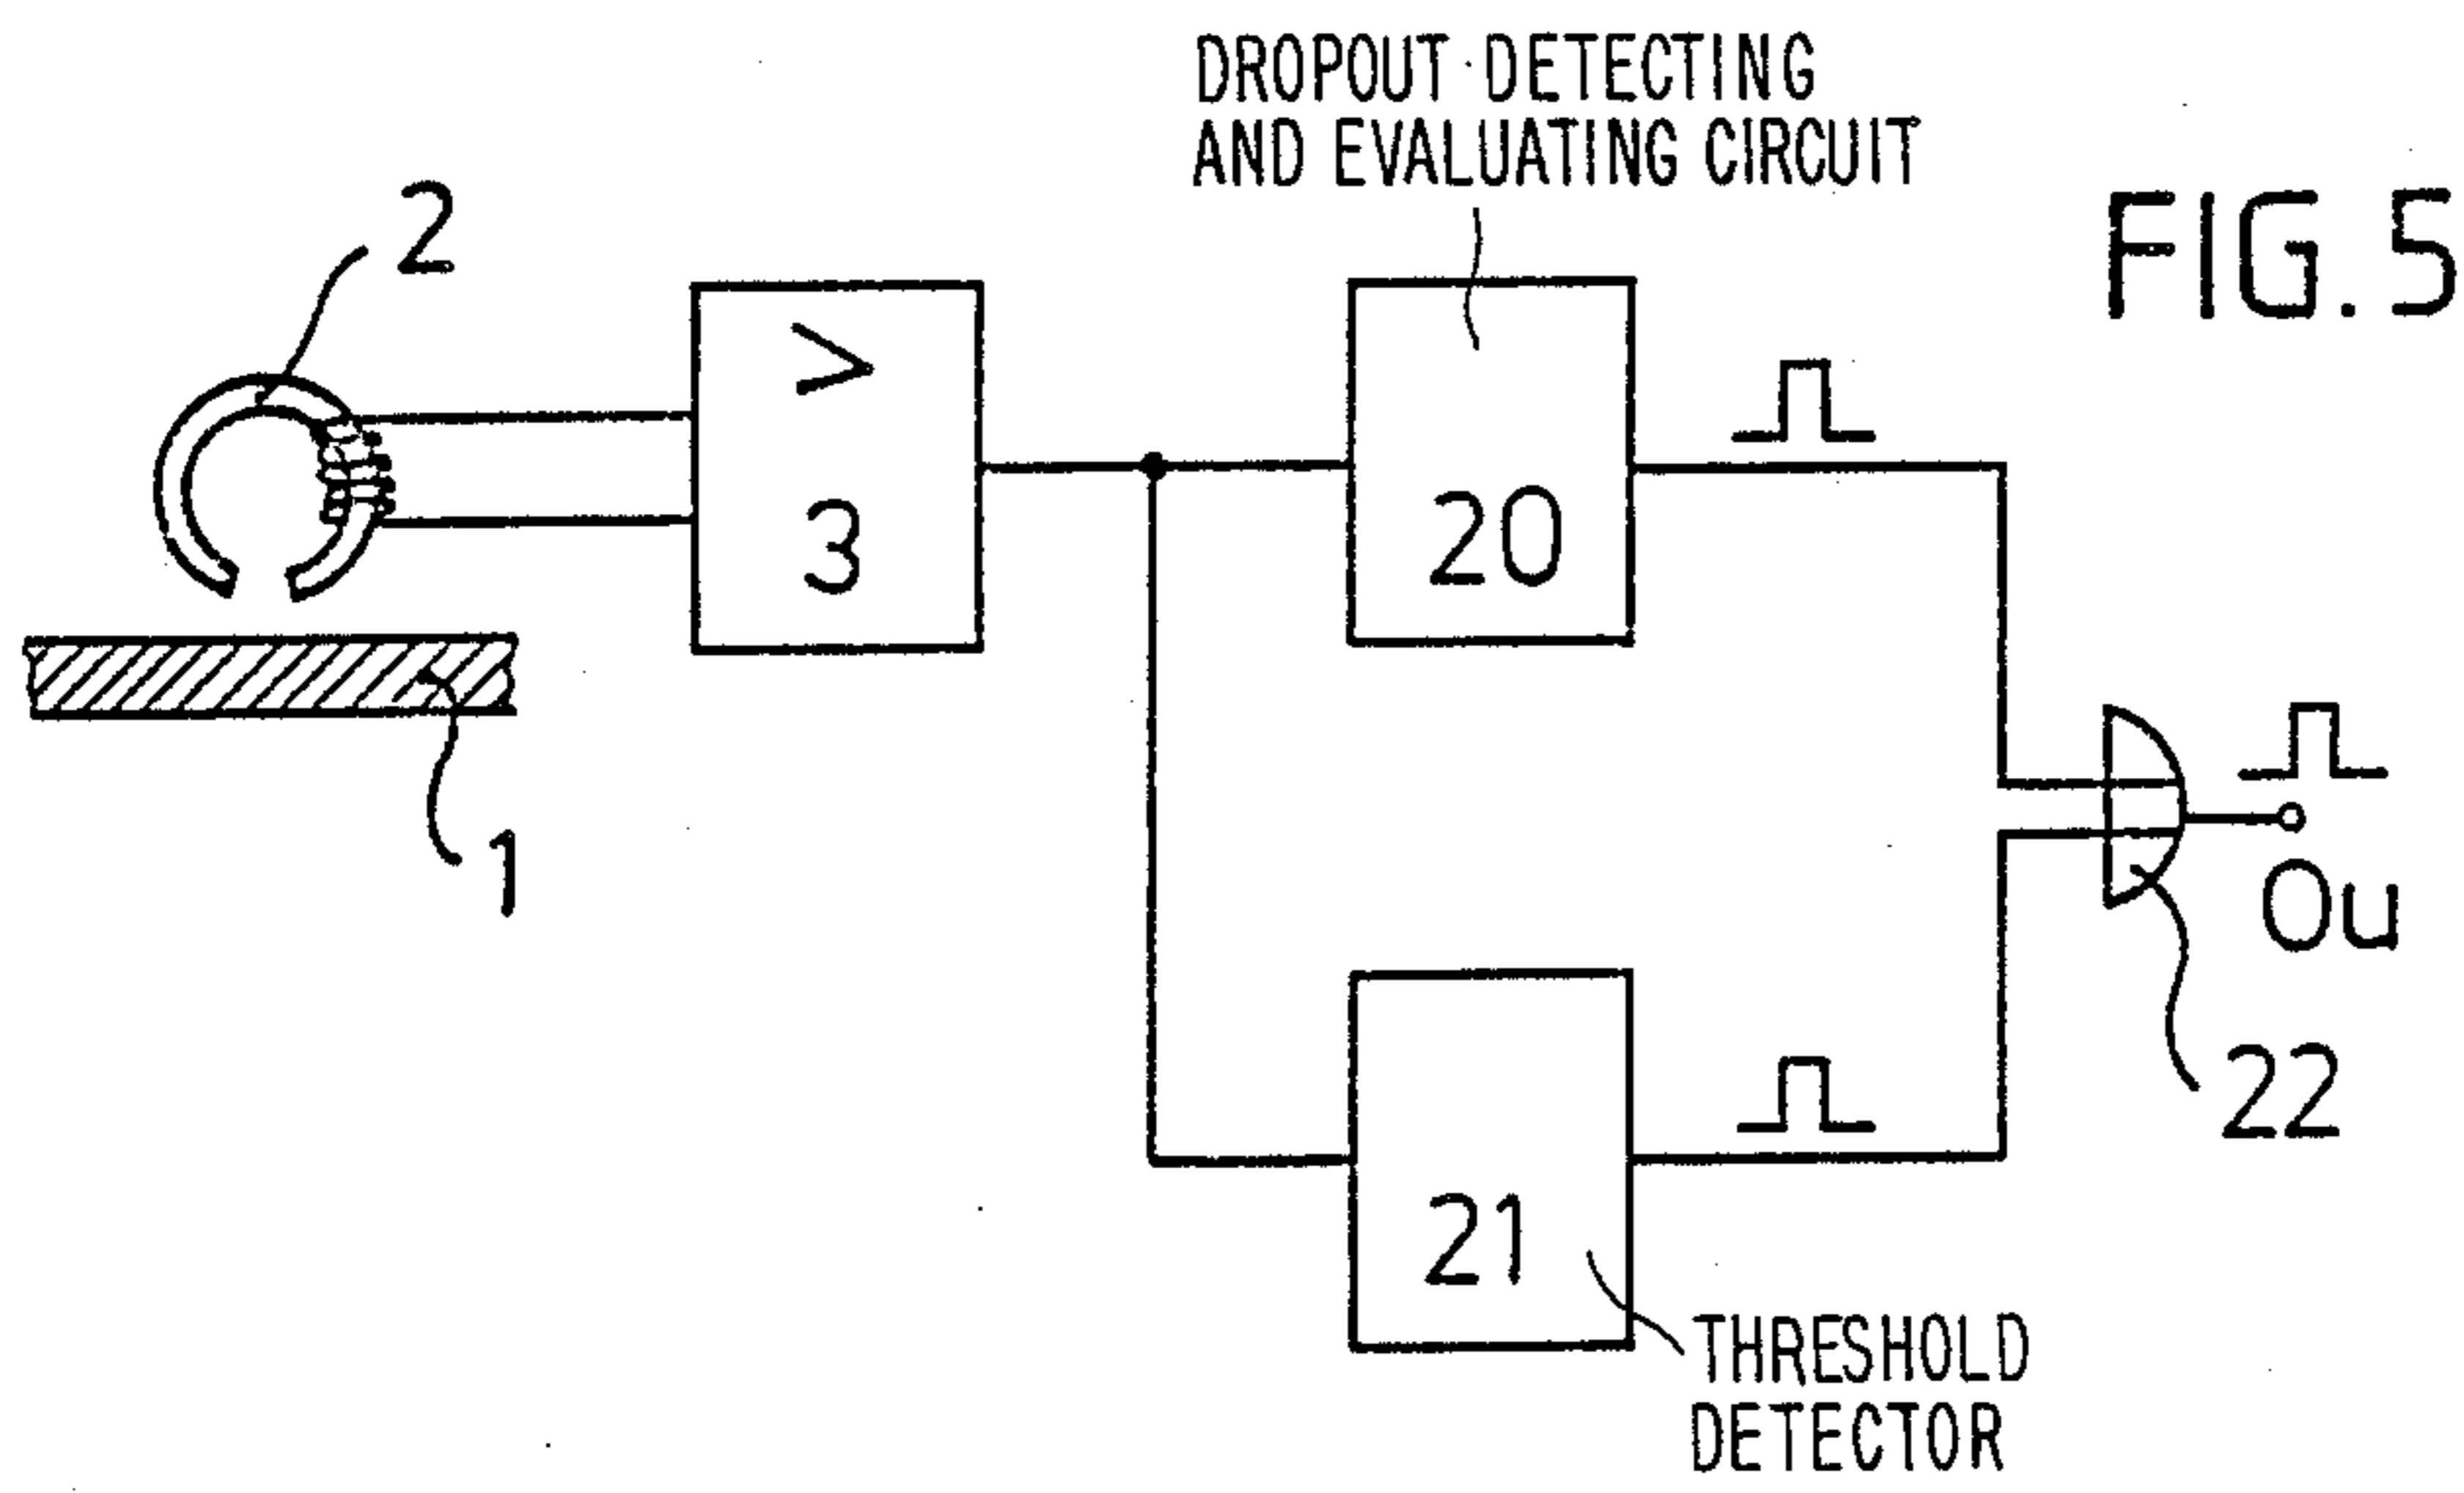 DROPOUT DETECTING
AND EVALUATING CIRCUIT
FIG. 5
2
>
3
20
1
Ou
22
21
THRESHOLD
DETECTOR